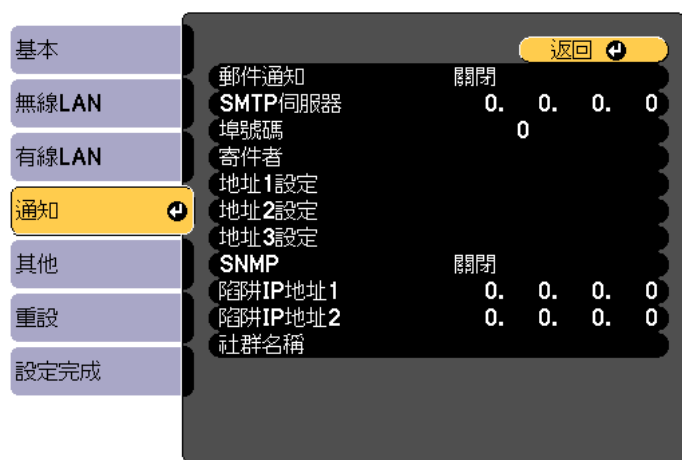 基本
無線LAN
有線LAN
通知
其他
重設
設定完成
返回
郵件通知 關閉
SMTP伺服器 0. 0. 0. 0
埠號碼 0
寄件者
地址1設定
地址2設定
地址3設定
SNMP 關閉
陷阱IP地址1 0. 0. 0. 0
陷阱IP地址2 0. 0. 0. 0
社群名稱